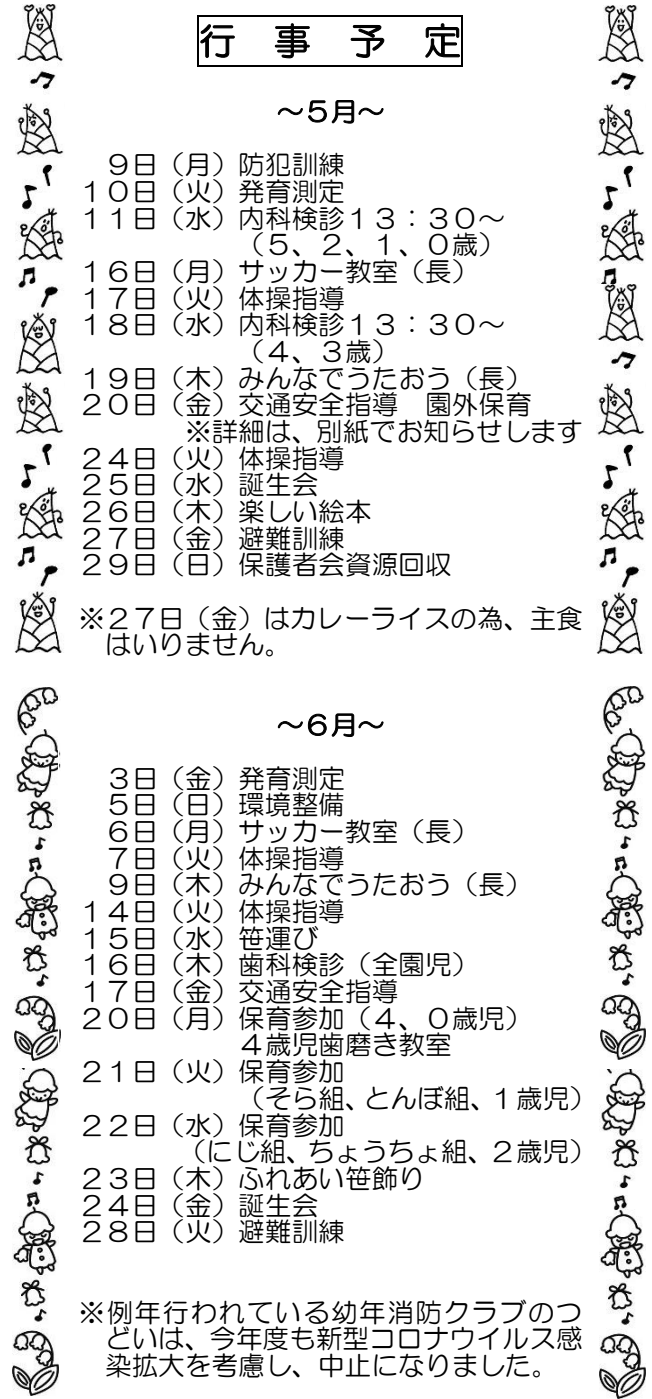 行　事　予　定
～５月～
９日（月）防犯訓練
１０日（火）発育測定
１１日（水）内科検診１３：３０～
（５、２、１、０歳）
１６日（月）サッカー教室（長）
１７日（火）体操指導
１８日（水）内科検診１３：３０～
（４、３歳）
１９日（木）みんなでうたおう（長）
２０日（金）交通安全指導　園外保育
※詳細は、別紙でお知らせします
２４日（火）体操指導
２５日（水）誕生会
２６日（木）楽しい絵本
２７日（金）避難訓練
２９日（日）保護者会資源回収
※２７日（金）はカレーライスの為、主食
はいりません。
～６月～
３日（金）発育測定
５日（日）環境整備
６日（月）サッカー教室（長）
７日（火）体操指導
９日（木）みんなでうたおう（長）
１４日（火）体操指導
１５日（水）笹運び
１６日（木）歯科検診（全園児）
１７日（金）交通安全指導
２０日（月）保育参加（４、０歳児）
４歳児歯磨き教室
２１日（火）保育参加
（そら組、とんぼ組、１歳児）
２２日（水）保育参加
（にじ組、ちょうちょ組、２歳児）
２３日（木）ふれあい笹飾り
２４日（金）誕生会
２８日（火）避難訓練
※例年行われている幼年消防クラブのつ
どいは、今年度も新型コロナウイルス感
染拡大を考慮し、中止になりました。